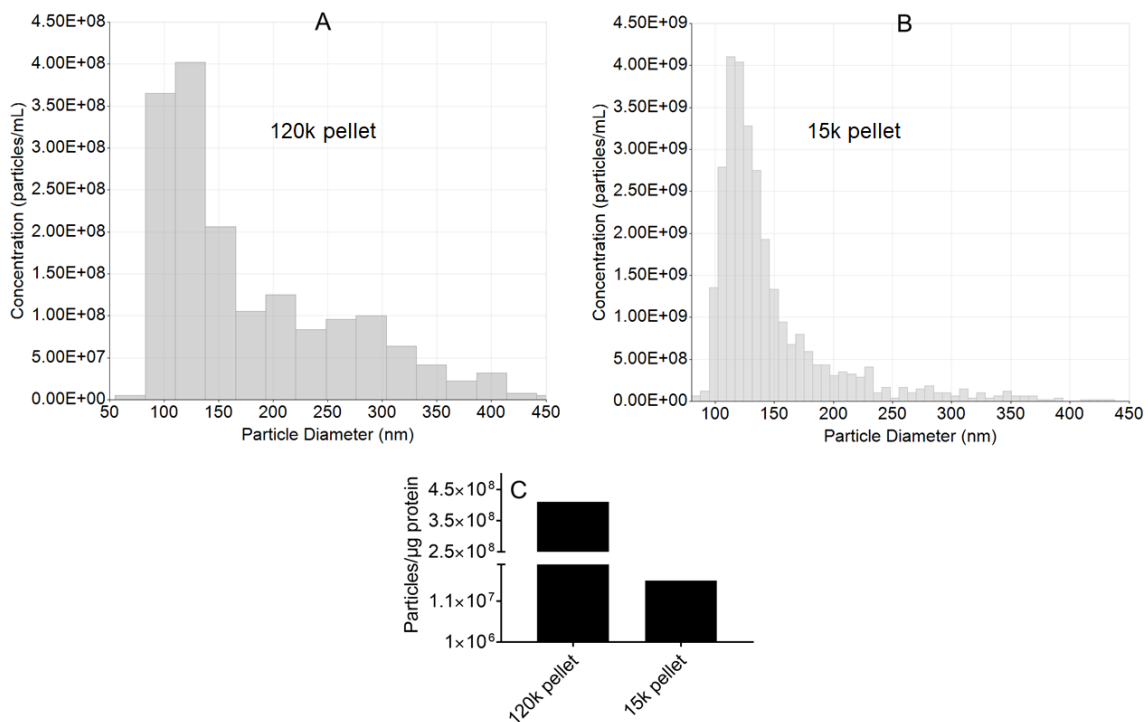 A
4.50E+08
4.00E+08
3.50E+08
3.00E+08
2.50E+08
2.00E+08
1.50E+08
1.00E+08
5.00E+07
0.00E+00
Concentration (particles/mL)
120k pellet
50 100 150 200 250 300 350 400 450
Particle Diameter (nm)
B
4.50E+09
4.00E+09
3.50E+09
3.00E+09
2.50E+09
2.00E+09
1.50E+09
1.00E+09
5.00E+08
0.00E+00
Concentration (particles/mL)
15k pellet
100 150 200 250 300 350 400 450
Particle Diameter (nm)
C
4.5×10⁸
3.5×10⁸
2.5×10⁸
1.1×10⁷
1×10⁶
Particles/µg protein
120k pellet
15k pellet